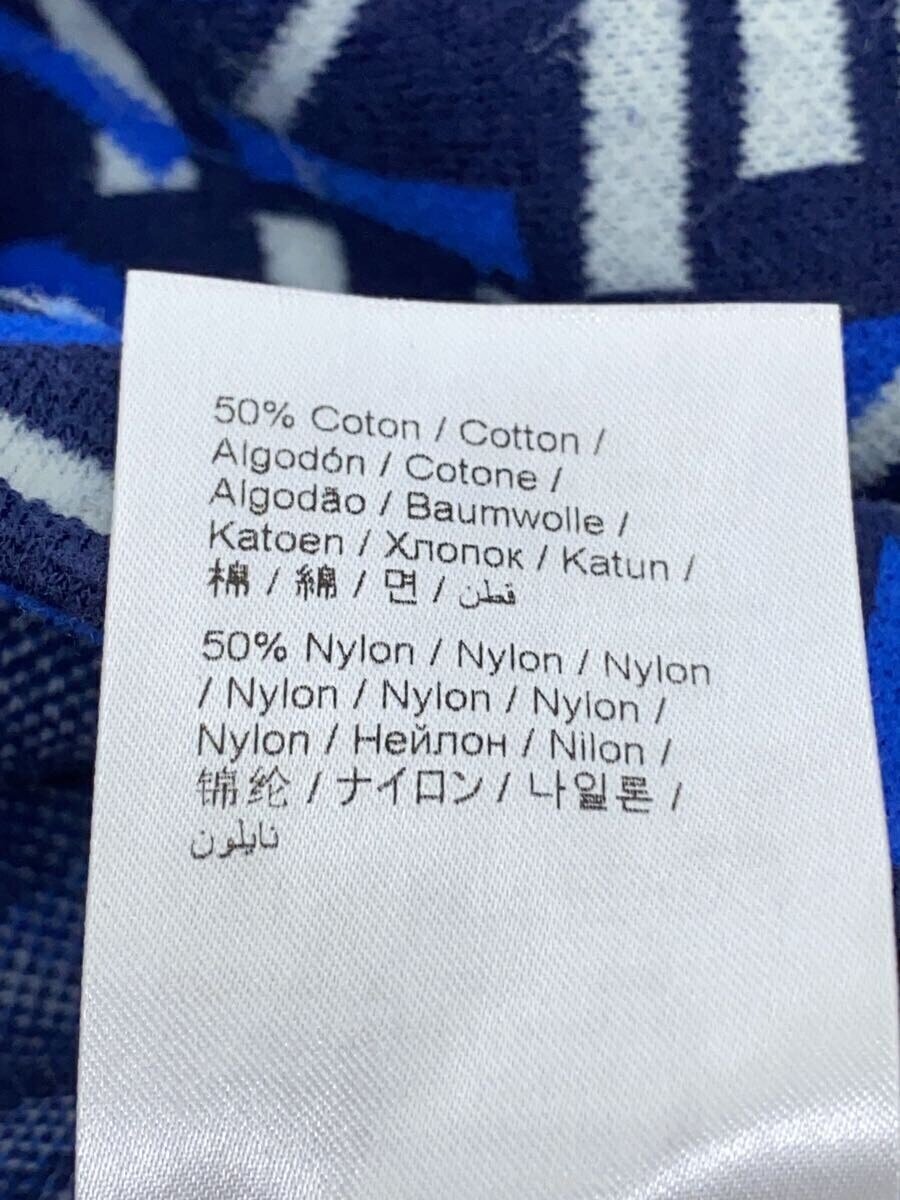 50% Coton / Cotton /
Algodón / Cotone /
Algodão / Baumwolle /
Katoen / Хлопок / Katun /
棉 / 綿 / 면 / قطن
50% Nylon / Nylon / Nylon
/ Nylon / Nylon / Nylon /
Nylon / Нейлон / Nilon /
锦纶 / ナイロン / 나일론 /
نايلون